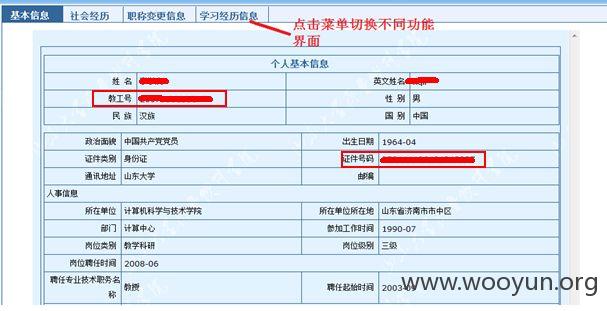 基本信息 社会经历 职称变更信息 学习经历信息
点击菜单切换不同功能
界面
个人基本信息
姓 名 英文姓名
教工号 性 别 男
民 族 汉族 国 别 中国
政治面貌 中国共产党党员 出生日期 1964-04
证件类别 身份证 证件号码
通讯地址 山东大学 邮编
人事信息
所在单位 计算机科学与技术学院 所在单位所在地 山东省济南市市中区
部门 计算中心 参加工作时间 1990-07
岗位类别 教学科研 岗位级别 三级
岗位聘任时间 2008-06
聘任专业技术职务名
称 教授 聘任起始时间 2003-09
www.wooyun.org